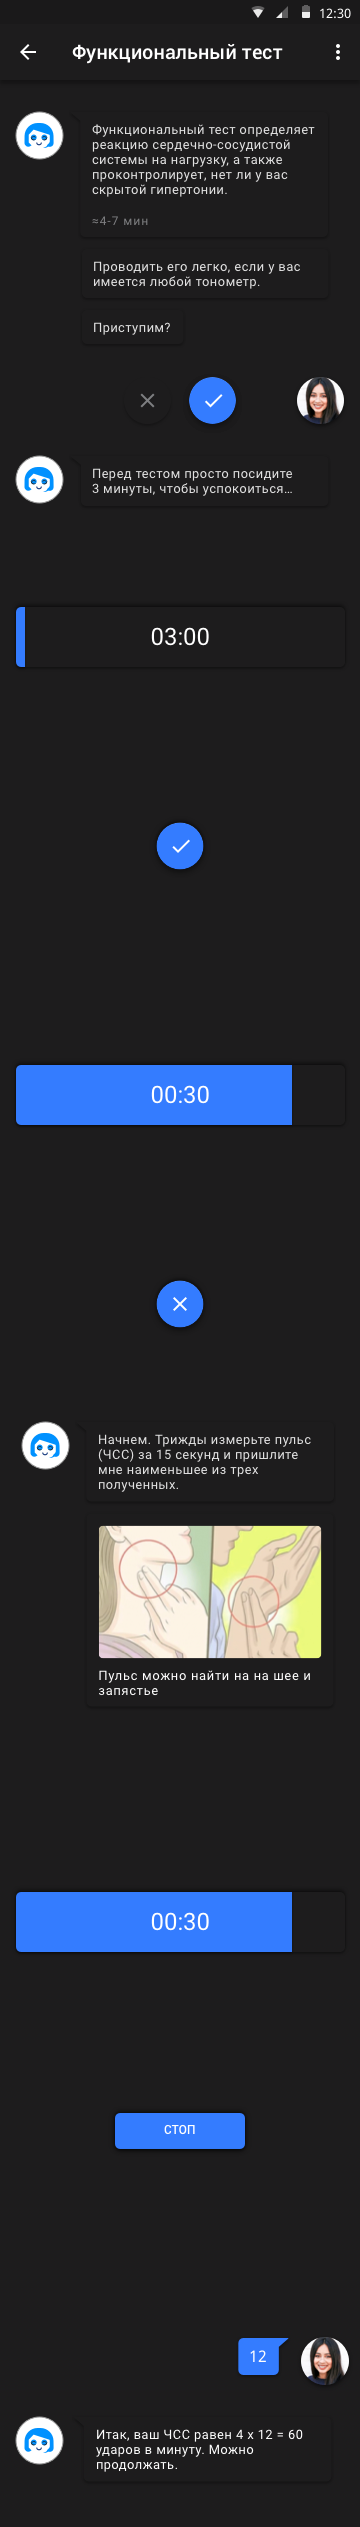 12:30
Функциональный тест
Функциональный тест определяет
реакцию сердечно-сосудистой
системы на нагрузку, а также
проконтролирует, нет ли у вас
скрытой гипертонии.
≈4-7 мин
Проводить его легко, если у вас
имеется любой тонометр.
Приступим?
Перед тестом просто посидите
3 минуты, чтобы успокоиться...
03:00
00:30
Начнем. Трижды измерьте пульс
(ЧСС) за 15 секунд и пришлите
мне наименьшее из трех
полученных.
Пульс можно найти на на шее и
запястье
00:30
СТОП
12
Итак, ваш ЧСС равен 4 x 12 = 60
ударов в минуту. Можно
продолжать.